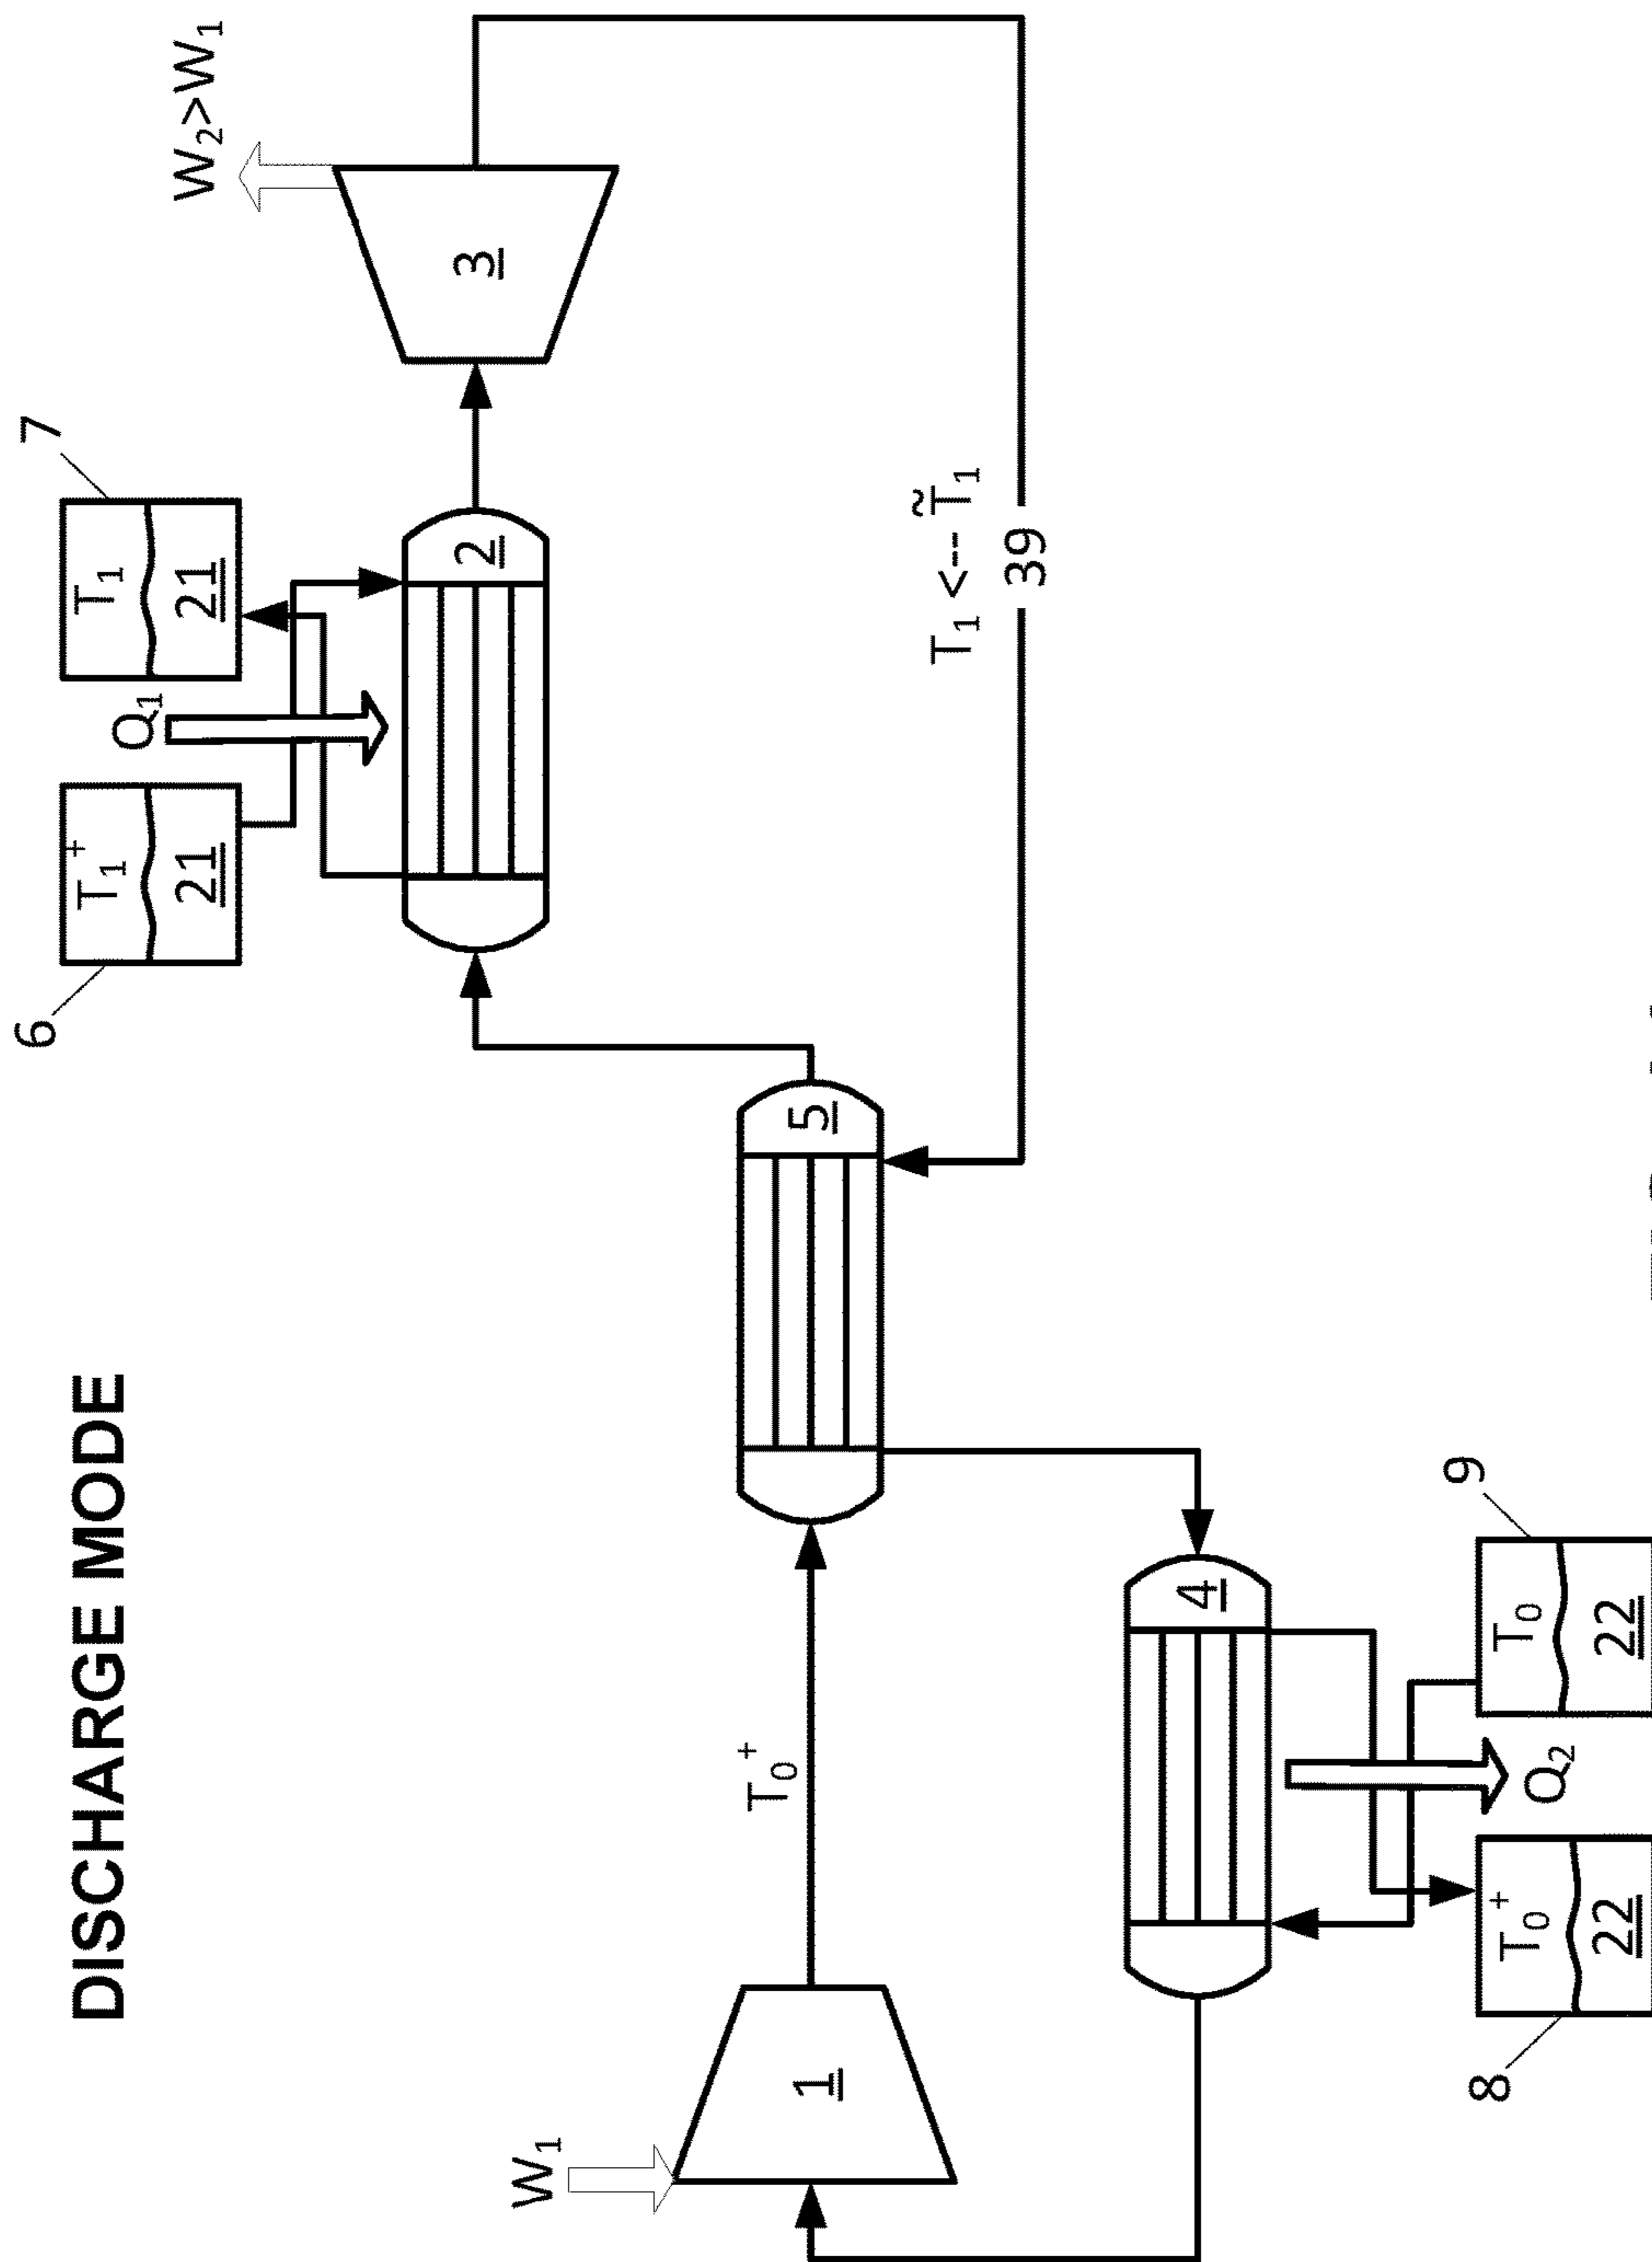 DISCHARGE MODE
6
7
T₁⁺
21
Q₁
T₁
21
W₂>W₁
2
3
W₁
1
T₀⁺
5
T₁ <-- T̃₁
39
4
8
9
T₀⁺
22
Q₂
T₀
22